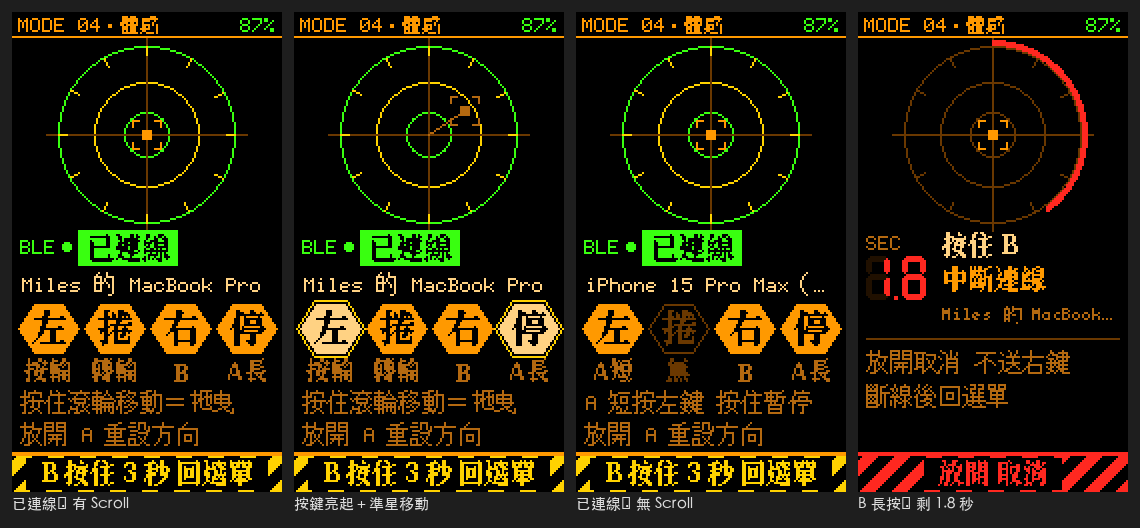 MODE 04·體感 87%
BLE ● 已連線
Miles 的 MacBook Pro
左 捲 右 停
按輪 轉輪 B A長
按住滾輪移動＝拖曳
放開 A 重設方向
B 按住 3 秒 回選單
已連線 有 Scroll
MODE 04·體感 87%
BLE ● 已連線
Miles 的 MacBook Pro
左 捲 右 停
按輪 轉輪 B A長
按住滾輪移動＝拖曳
放開 A 重設方向
B 按住 3 秒 回選單
按鍵亮起 + 準星移動
MODE 04·體感 87%
BLE ● 已連線
iPhone 15 Pro Max (…
左 捲 右 停
A短 無 B A長
A 短按左鍵 按住暫停
放開 A 重設方向
B 按住 3 秒 回選單
已連線 無 Scroll
MODE 04·體感 87%
SEC
1.8
按住 B
中斷連線
Miles 的 MacBook…
放開取消 不送右鍵
斷線後回選單
放開 取消
B 長按 剩 1.8 秒